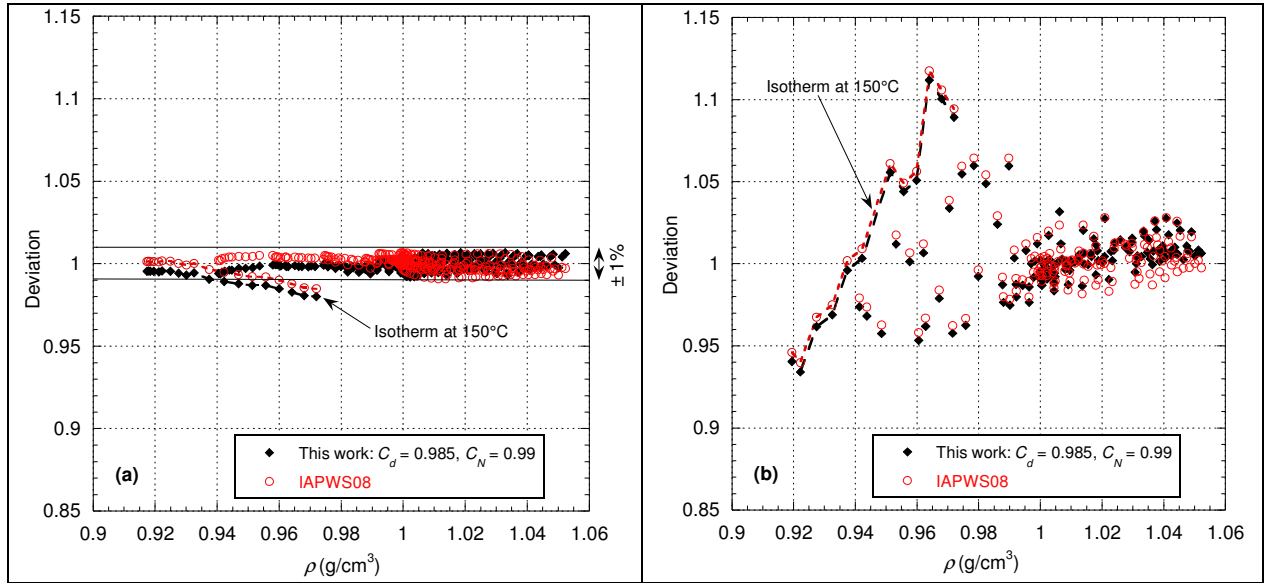 1.15
1.1
1.05
1
0.95
0.9
0.85
Deviation
± 1%
Isotherm at 150°C
(a)
This work: C_d = 0.985, C_N = 0.99
IAPWS08
0.9 0.92 0.94 0.96 0.98 1 1.02 1.04 1.06
ρ (g/cm³)
1.15
1.1
1.05
1
0.95
0.9
0.85
Deviation
Isotherm at 150°C
(b)
This work: C_d = 0.985, C_N = 0.99
IAPWS08
0.9 0.92 0.94 0.96 0.98 1 1.02 1.04 1.06
ρ (g/cm³)